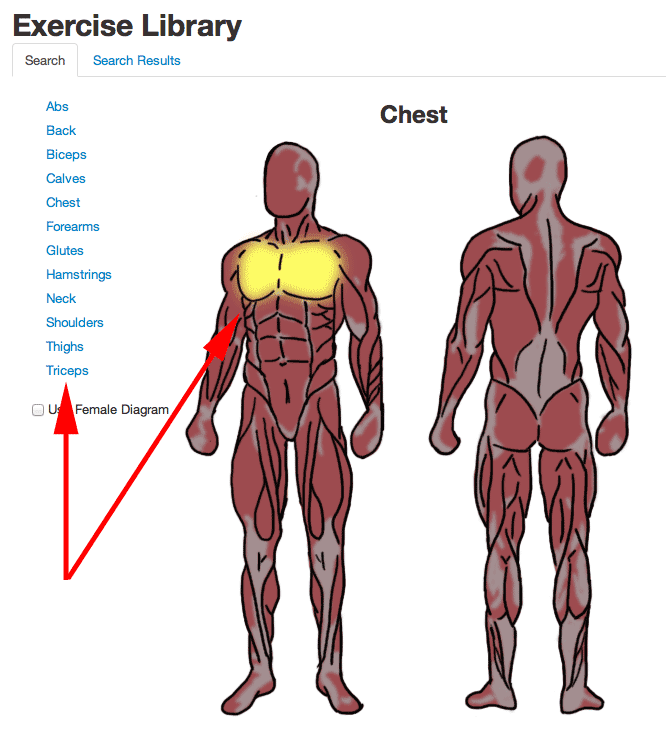 Exercise Library
Search Search Results
Chest
Abs
Back
Biceps
Calves
Chest
Forearms
Glutes
Hamstrings
Neck
Shoulders
Thighs
Triceps
Female Diagram